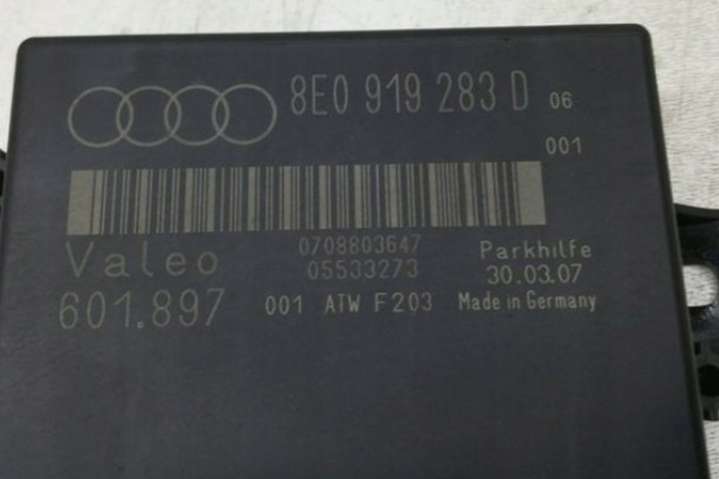 8E0 919 283 D 06
001
Valeo 0708803647 Parkhilfe
05533273 30.03.07
601.897 001 ATW F203 Made in Germany